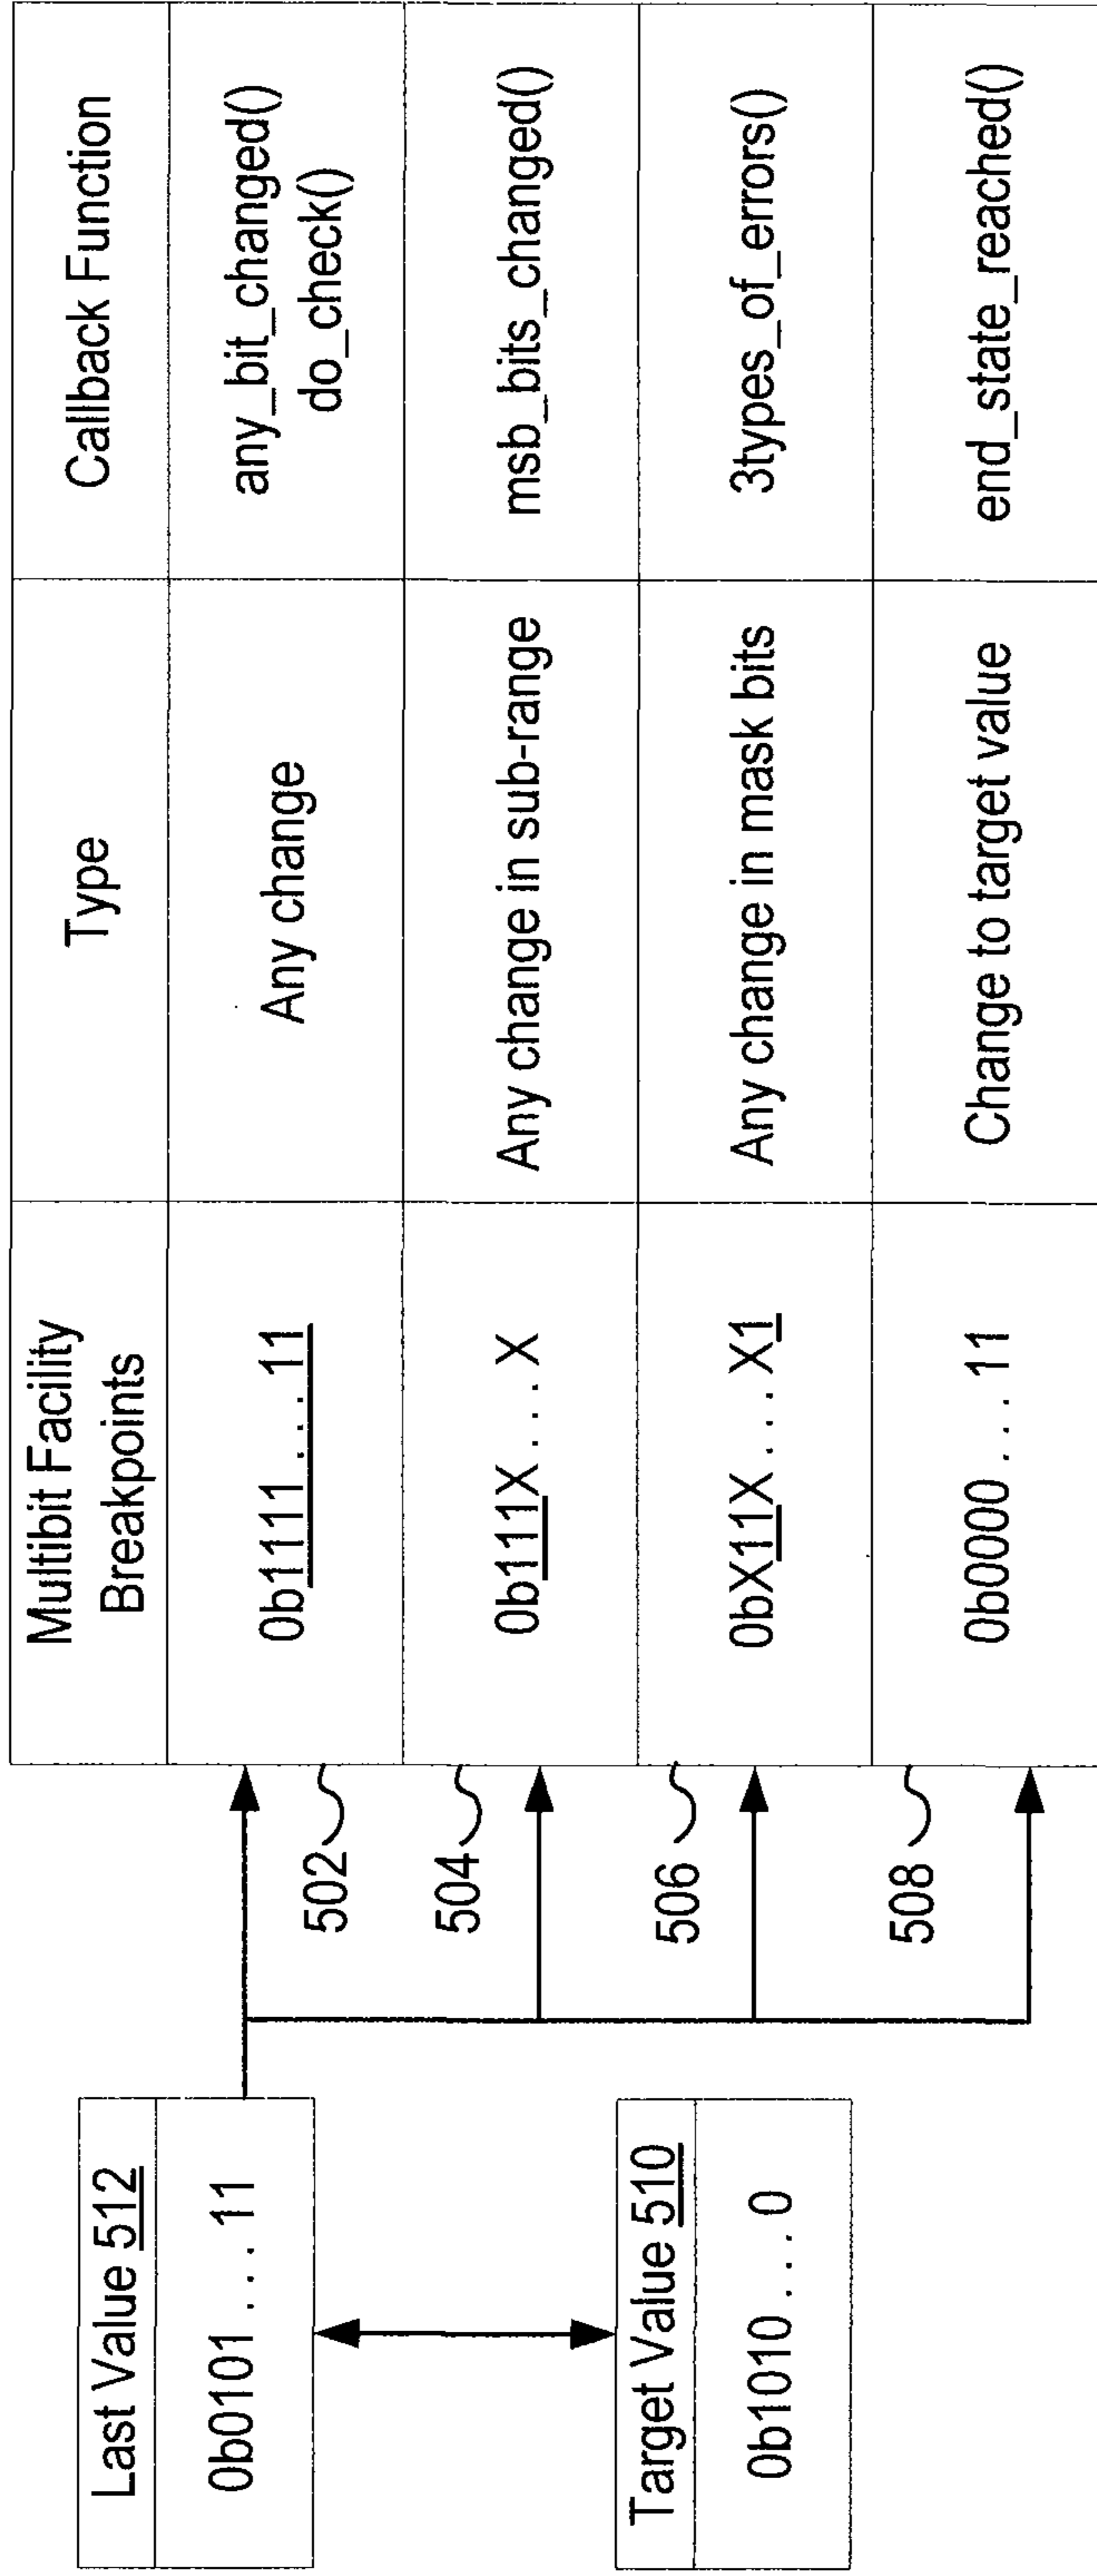 Last Value 512
0b0101 . . . 11
Target Value 510
0b1010 . . . 0
502
504
506
508
Multibit Facility
Breakpoints
Type
Callback Function
0b1111 . . . 11
Any change
any_bit_changed()
do_check()
0b111X . . . X
Any change in sub-range
msb_bits_changed()
0bX11X . . . X1
Any change in mask bits
3types_of_errors()
0b0000 . . . 11
Change to target value
end_state_reached()